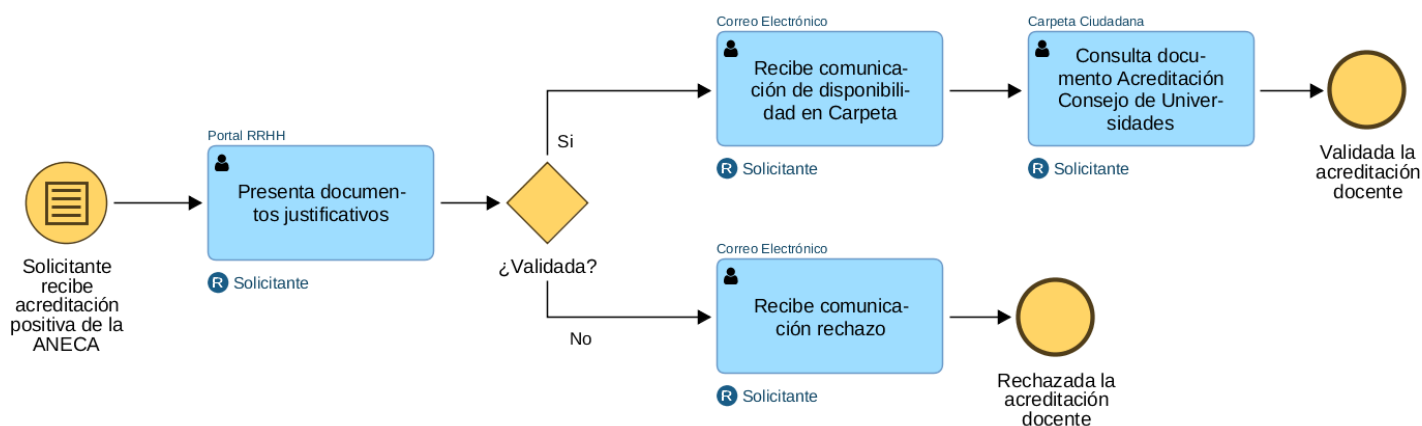 Solicitante
recibe
acreditación
positiva de la
ANECA
Portal RRHH
Presenta documen-
tos justificativos
R Solicitante
¿Validada?
Si
Correo Electrónico
Recibe comunica-
ción de disponibili-
dad en Carpeta
R Solicitante
Carpeta Ciudadana
Consulta docu-
mento Acreditación
Consejo de Univer-
sidades
R Solicitante
Validada la
acreditación
docente
No
Correo Electrónico
Recibe comunica-
ción rechazo
R Solicitante
Rechazada la
acreditación
docente